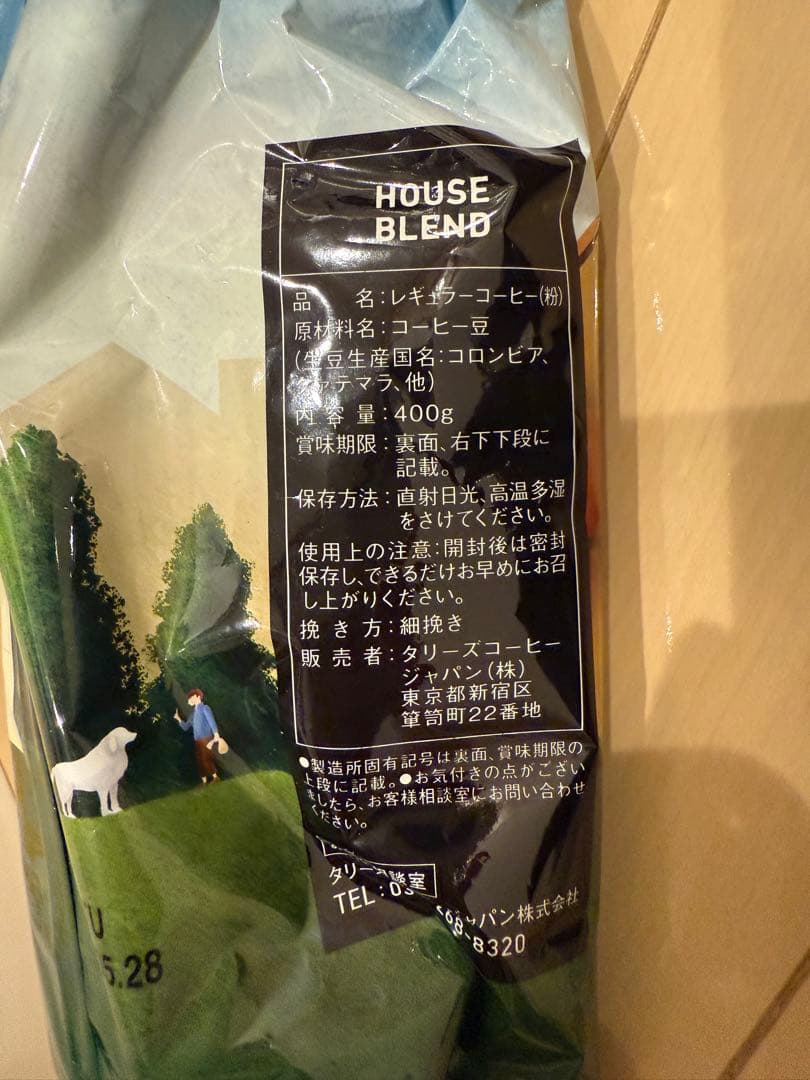 HOUSE
BLEND
品 名:レギュラーコーヒー(粉)
原材料名:コーヒー豆
(生豆生産国名:コロンビア、
グァテマラ、他)
内容量:400g
賞味期限:裏面、右下下段に
記載。
保存方法:直射日光、高温多湿
をさけてください。
使用上の注意:開封後は密封
保存し、できるだけお早めにお召
し上がりください。
挽き方:細挽き
販売者:タリーズコーヒー
ジャパン(株)
東京都新宿区
箪笥町22番地
●製造所固有記号は裏面、賞味期限の
上段に記載。●お気付きの点がござい
ましたら、お客様相談室にお問い合わせ
ください。
談室
タリー パン株式会社
TEL:03 68-8320
U
5.28